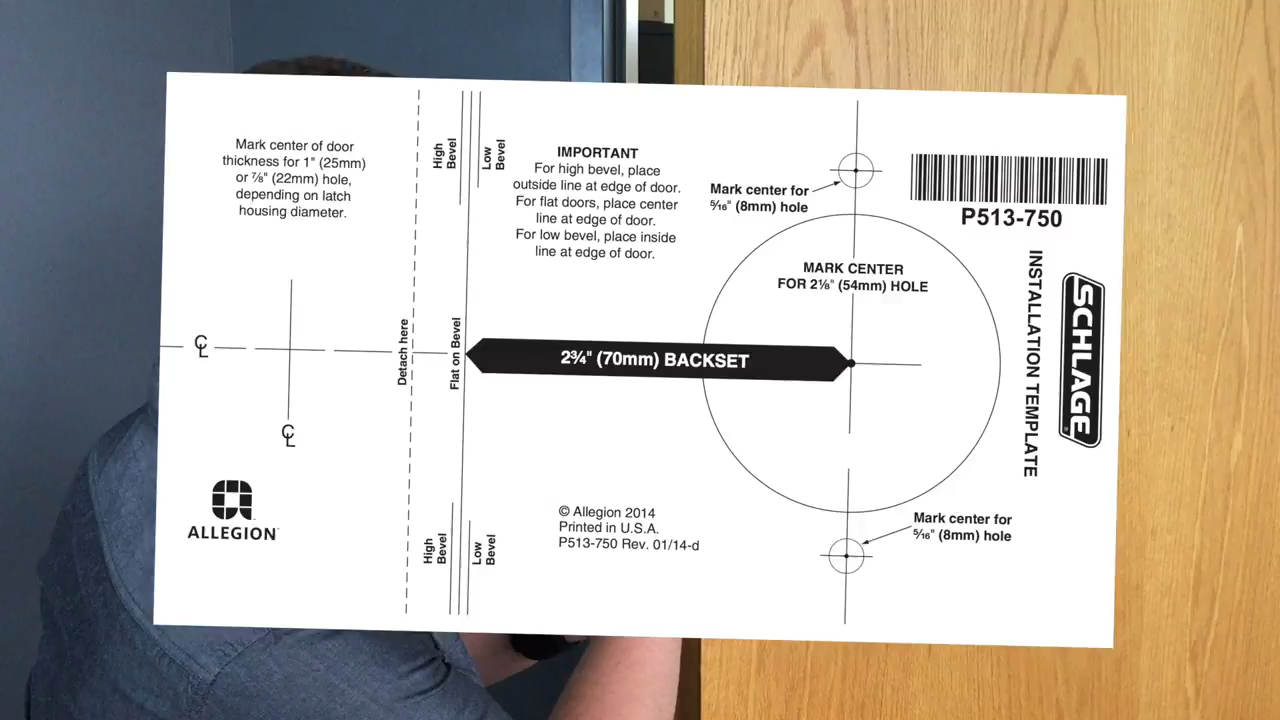 Mark center of door
thickness for 1" (25mm)
or ⅞" (22mm) hole,
depending on latch
housing diameter.
℄
℄
ALLEGION
Detach here
High
Bevel
Low
Bevel
Flat on Bevel
High
Bevel
Low
Bevel
IMPORTANT
For high bevel, place
outside line at edge of door.
For flat doors, place center
line at edge of door.
For low bevel, place inside
line at edge of door.
2¾" (70mm) BACKSET
© Allegion 2014
Printed in U.S.A.
P513-750 Rev. 01/14-d
Mark center for
5⁄16" (8mm) hole
MARK CENTER
FOR 2⅛" (54mm) HOLE
Mark center for
5⁄16" (8mm) hole
P513-750
INSTALLATION TEMPLATE
SCHLAGE